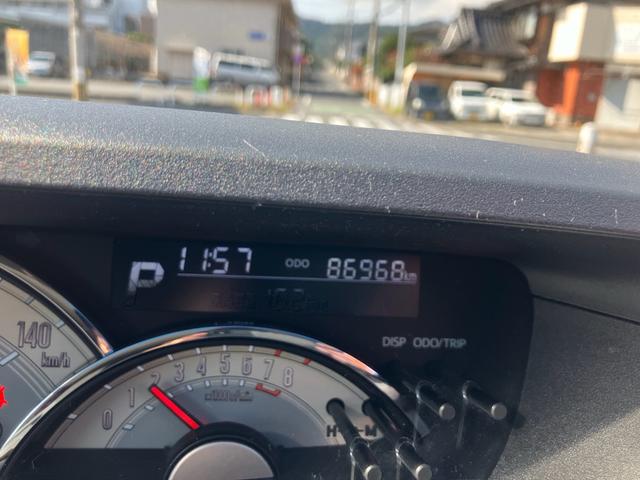 11:57 ODO 86968km
P
DISP ODO/TRIP
140
km/h
0 1 2 3 4 5 6 7 8
H